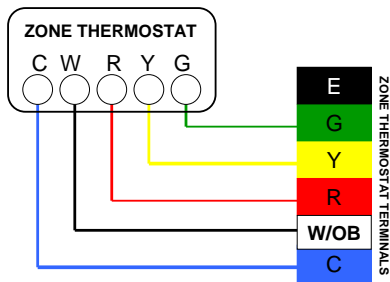 ZONE THERMOSTAT
C W R Y G
E
G
Y
R
W/OB
C
ZONE THERMOSTAT TERMINALS